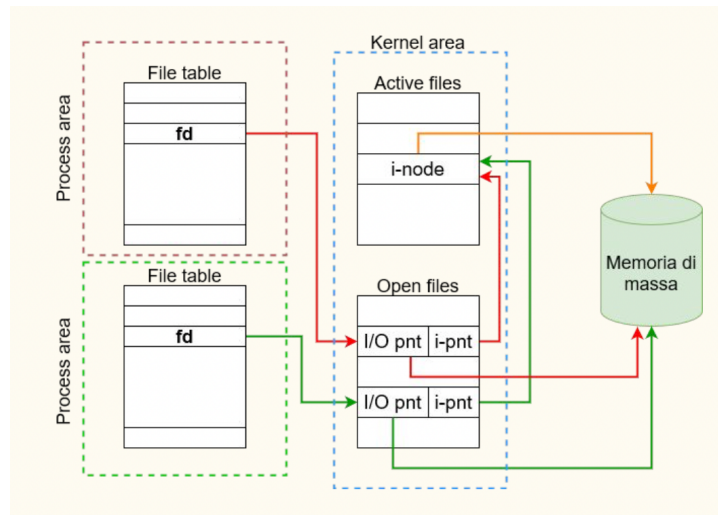 Kernel area
File table
Active files
Process area
fd
i-node
Memoria di
massa
File table
Open files
Process area
fd
I/O pnt
i-pnt
I/O pnt
i-pnt